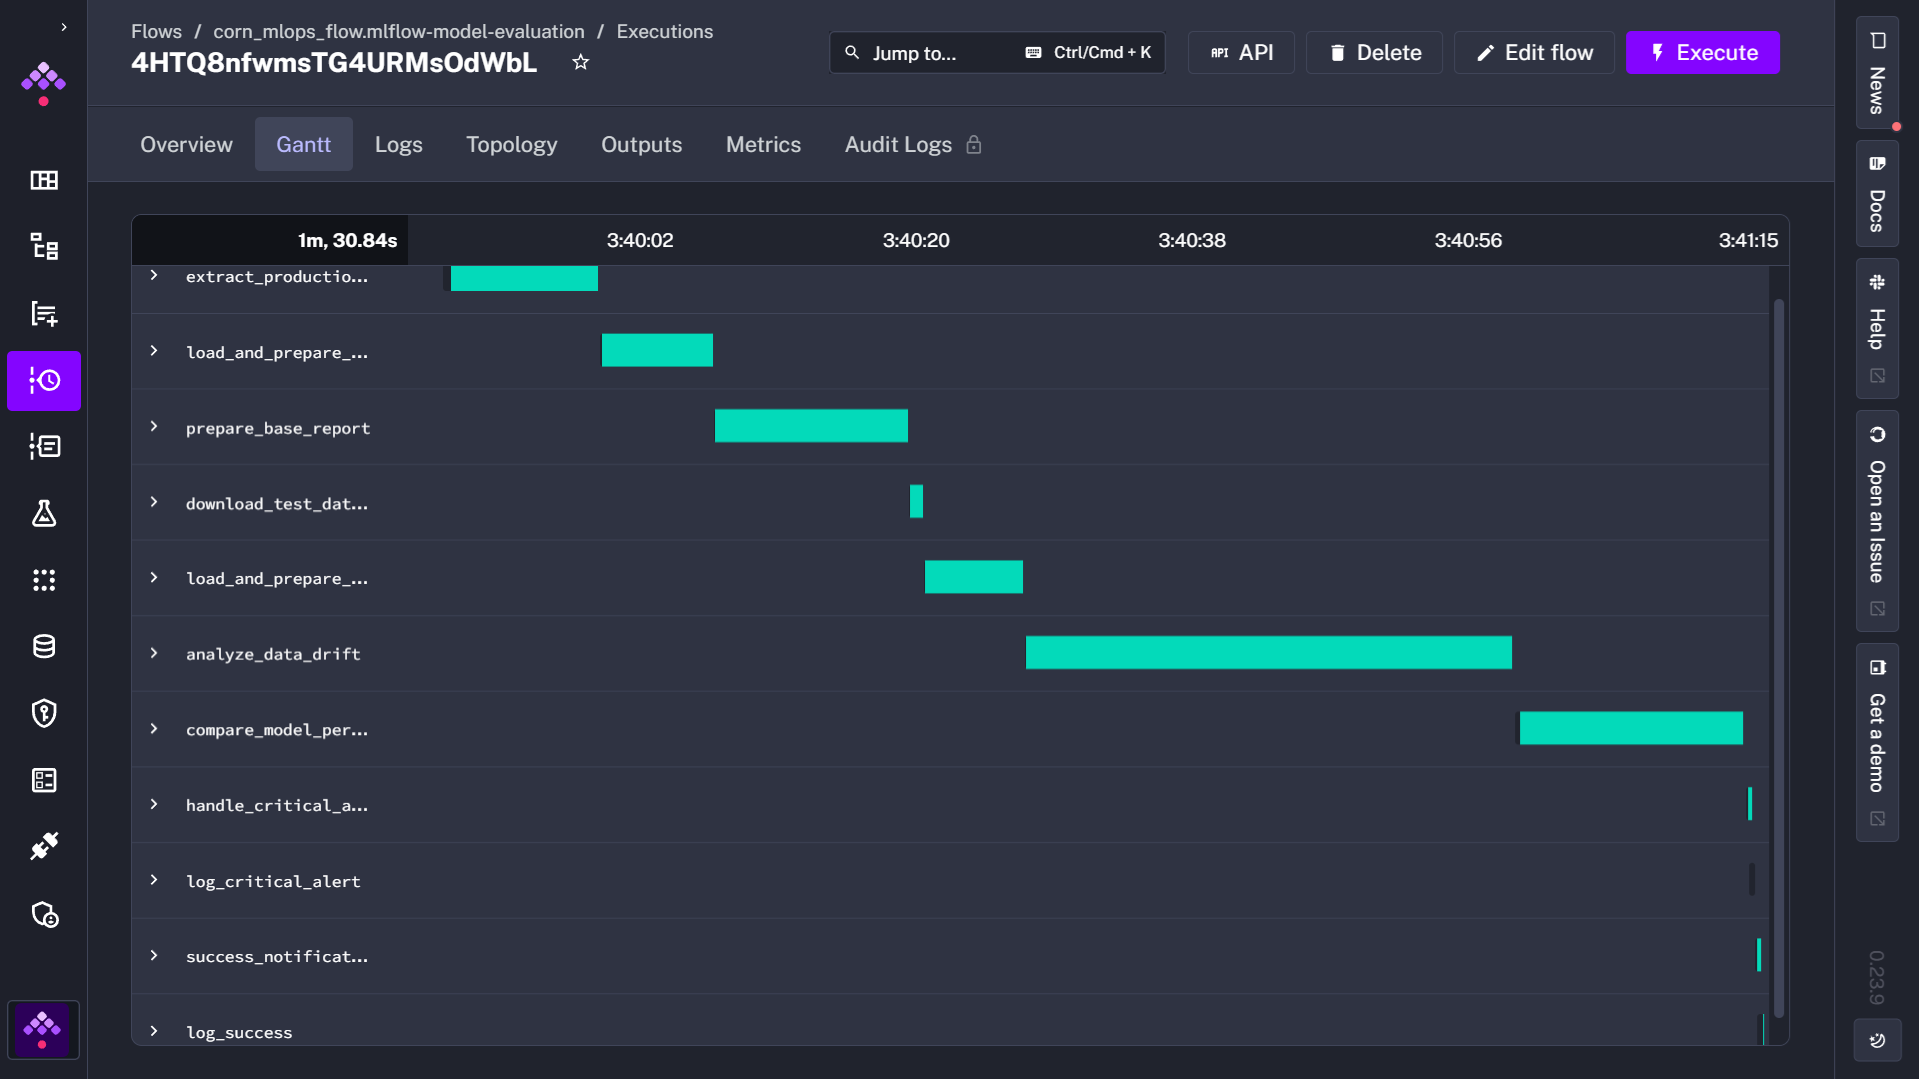 Flows / corn_mlops_flow.mlflow-model-evaluation / Executions
4HTQ8nfwmsTG4URMsOdWbL
Jump to... Ctrl/Cmd + K
API API
Delete
Edit flow
Execute
Overview Gantt Logs Topology Outputs Metrics Audit Logs
1m, 30.84s 3:40:02 3:40:20 3:40:38 3:40:56 3:41:15
extract_productio...
load_and_prepare_...
prepare_base_report
download_test_dat...
load_and_prepare_...
analyze_data_drift
compare_model_per...
handle_critical_a...
log_critical_alert
success_notificat...
log_success
News
Docs
Help
Open an Issue
Get a demo
0.23.9